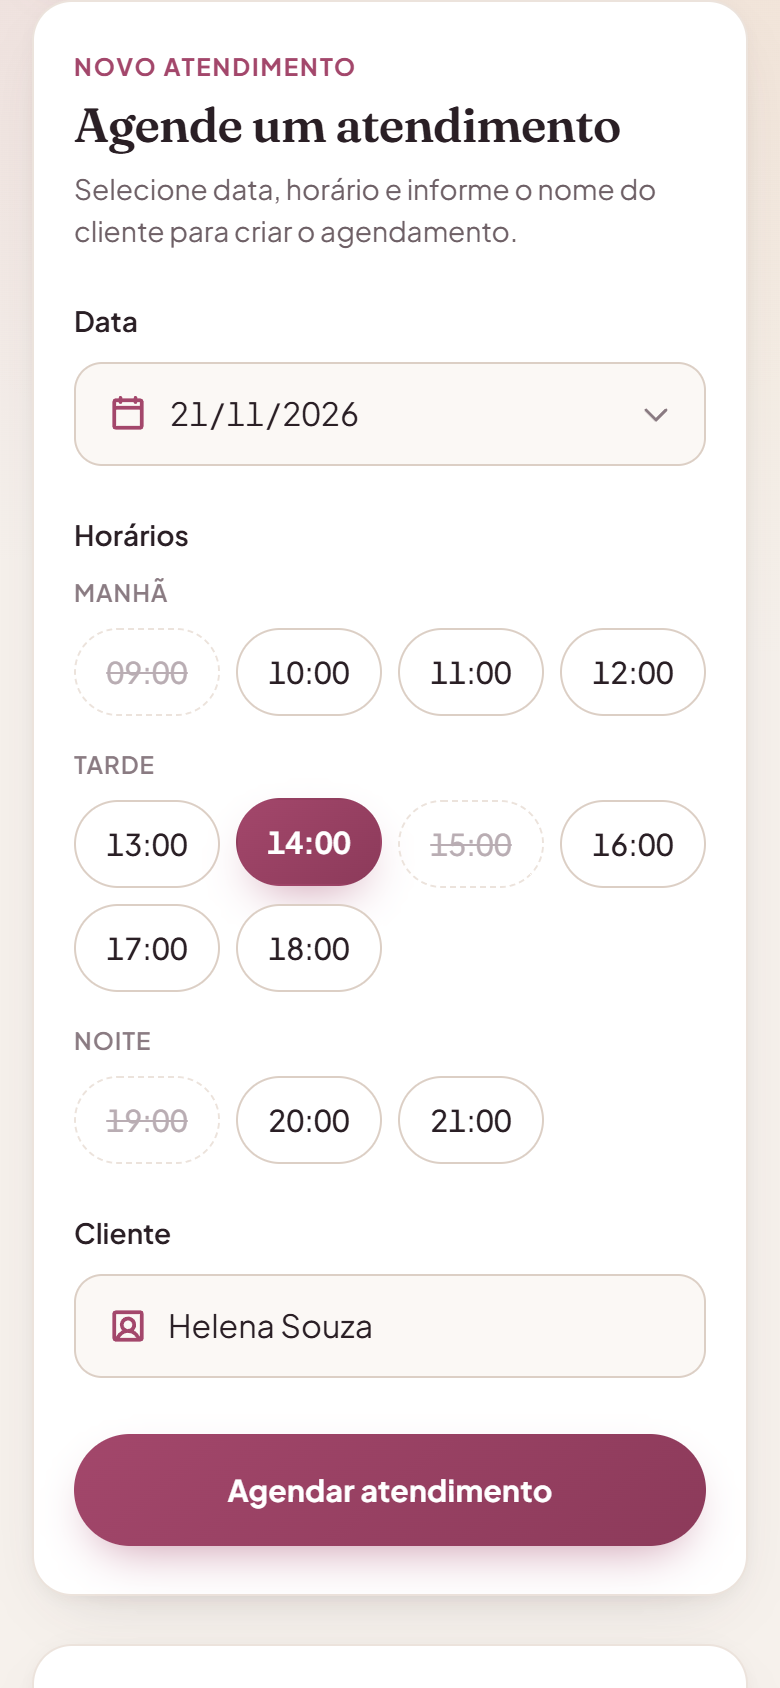 NOVO ATENDIMENTO
Agende um atendimento
Selecione data, horário e informe o nome do
cliente para criar o agendamento.
Data
21/11/2026
Horários
MANHÃ
09:00 10:00 11:00 12:00
TARDE
13:00 14:00 15:00 16:00
17:00 18:00
NOITE
19:00 20:00 21:00
Cliente
Helena Souza
Agendar atendimento